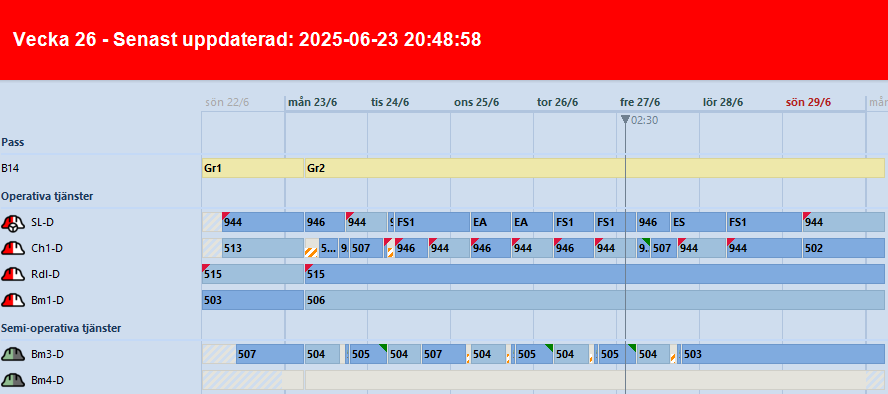 Vecka 26 - Senast uppdaterad: 2025-06-23 20:48:58
sön 22/6 mån 23/6 tis 24/6 ons 25/6 tor 26/6 fre 27/6 lör 28/6 sön 29/6 mån
02:30
Pass
B14 Gr1 Gr2
Operativa tjänster
SL-D 944 946 944 9 FS1 EA EA FS1 FS1 946 ES FS1 944
Ch1-D 513 5... 9 507 946 944 946 944 946 944 9. 507 944 944 502
Rdl-D 515 515
Bm1-D 503 506
Semi-operativa tjänster
Bm3-D 507 504 505 504 507 504 505 504 505 504 503
Bm4-D